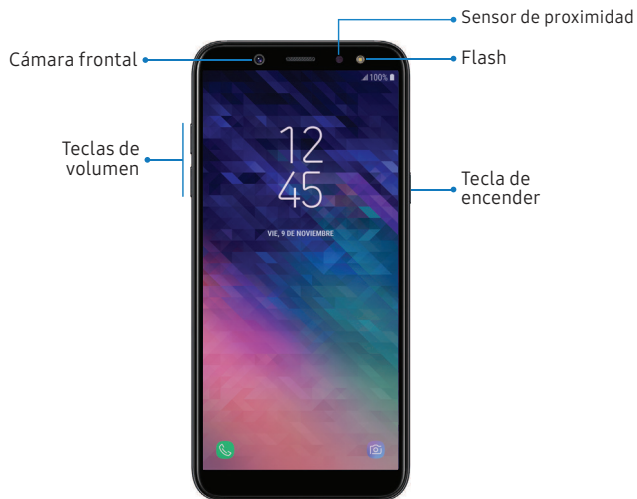 Sensor de proximidad
Cámara frontal
Flash
100%
12
45
VIE, 9 DE NOVIEMBRE
Teclas de
volumen
Tecla de
encender